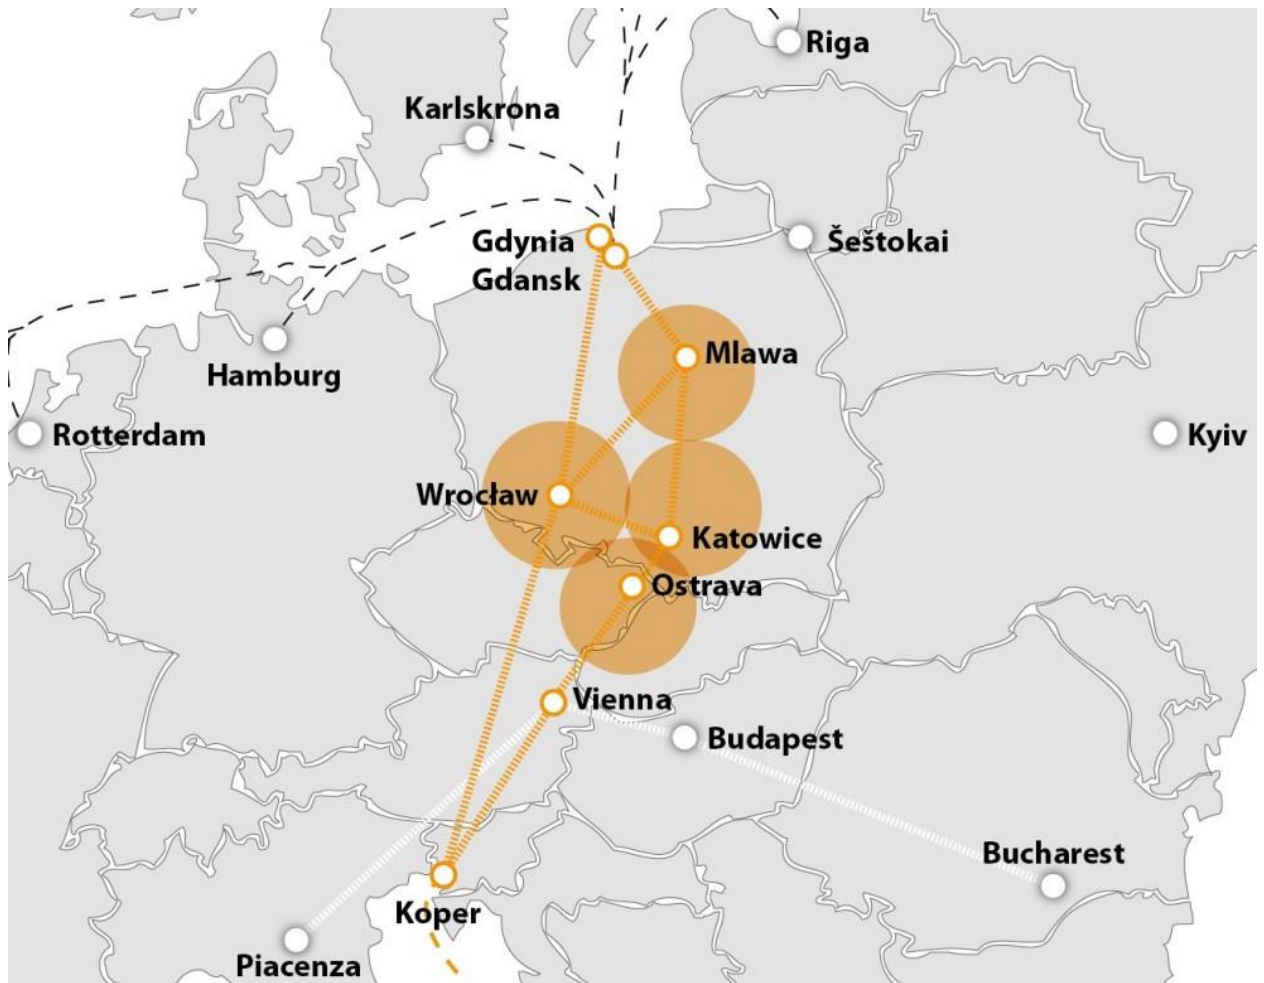 Riga
Karlskrona
Gdynia
Gdansk
Šeštokai
Mlawa
Hamburg
Rotterdam
Kyiv
Wrocław
Katowice
Ostrava
Vienna
Budapest
Bucharest
Koper
Piacenza